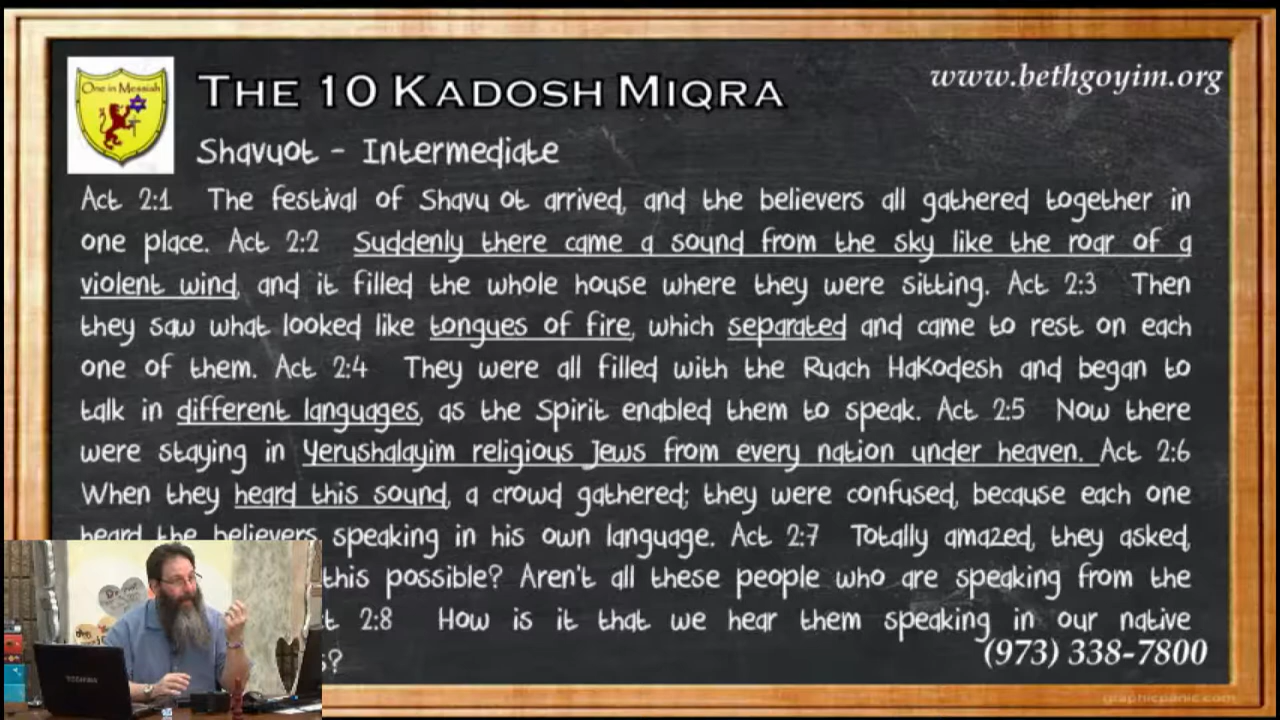 One in Messiah
THE 10 KADOSH MIQRA
www.bethgoyim.org
Shavuot - Intermediate
Act 2:1 The festival of Shavu ot arrived, and the believers all gathered together in
one place. Act 2:2 Suddenly there came a sound from the sky like the roar of a
violent wind, and it filled the whole house where they were sitting. Act 2:3 Then
they saw what looked like tongues of fire, which separated and came to rest on each
one of them. Act 2:4 They were all filled with the Ruach HaKodesh and began to
talk in different languages, as the Spirit enabled them to speak. Act 2:5 Now there
were staying in Yerushalayim religious Jews from every nation under heaven. Act 2:6
When they heard this sound, a crowd gathered; they were confused, because each one
heard the believers speaking in his own language. Act 2:7 Totally amazed, they asked,
this possible? Aren't all these people who are speaking from the
2:8 How is it that we hear them speaking in our native
?
(973) 338-7800
TOSHIBA
graphicpanic.com